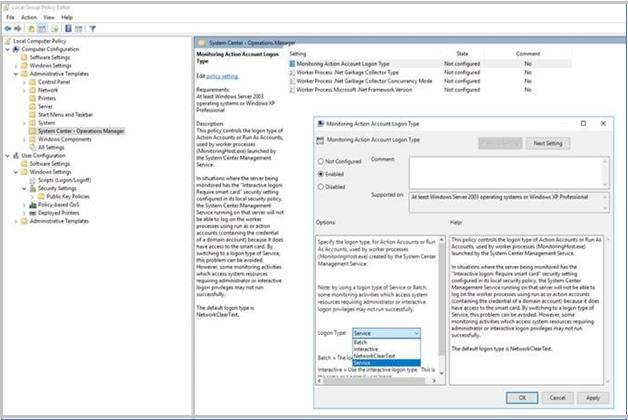 Local Group Policy Editor
File Action View Help
Local Computer Policy
Computer Configuration
Software Settings
Windows Settings
Administrative Templates
Control Panel
Network
Printers
Server
Start Menu and Taskbar
System
System Center - Operations Manager
Windows Components
All Settings
User Configuration
Software Settings
Windows Settings
Scripts (Logon/Logoff)
Security Settings
Public Key Policies
Policy-based QoS
Deployed Printers
Administrative Templates
System Center - Operations Manager
Monitoring Action Account Logon
Type
Edit policy setting.
Requirements:
At least Windows Server 2003
operating systems or Windows XP
Professional
Description:
This policy controls the logon type of
Action Accounts or Run As Accounts,
used by worker processes
(MonitoringHost.exe) launched by
the System Center Management
Service.
In situations where the server being
monitored has the "Interactive logon:
Require smart card" security setting
configured in its local security policy,
the System Center Management
Service running on that server will not
be able to log on the worker
processes using run as or action
accounts (containing the credential
of a domain account) because it does
not have access to the smart card. By
switching to a logon type of Service,
this problem can be avoided.
However, some monitoring activities
which access system resources
requiring administrator or interactive
logon privileges may not run
successfully.
The default logon type is
NetworkClearText.
Setting State Comment
Monitoring Action Account Logon Type Not configured No
Worker Process .Net Garbage Collector Type Not configured No
Worker Process .Net Garbage Collector Concurrency Mode Not configured No
Worker Process Microsoft .Net Framework Version Not configured No
Monitoring Action Account Logon Type
Monitoring Action Account Logon Type
Previous Setting Next Setting
Not Configured Comment:
Enabled
Disabled
Supported on: At least Windows Server 2003 operating systems or Windows XP Professional
Options: Help:
Specify the logon type, for Action Accounts or Run
As Accounts, used by worker processes
(MonitoringHost.exe) created by the System Center
Management Service.
Note: by using a logon type of Service or Batch,
some monitoring activities which access system
resources requiring administrator or interactive
logon privileges may not run successfully.
Logon Type: Service
Batch
Interactive
NetworkClearText
Service
Batch = The lo
Interactive = Use the interactive logon type. This is
This policy controls the logon type of Action Accounts or Run As
Accounts, used by worker processes (MonitoringHost.exe)
launched by the System Center Management Service.
In situations where the server being monitored has the
"Interactive logon: Require smart card" security setting
configured in its local security policy, the System Center
Management Service running on that server will not be able to
log on the worker processes using run as or action accounts
(containing the credential of a domain account) because it does
not have access to the smart card. By switching to a logon type of
Service, this problem can be avoided. However, some
monitoring activities which access system resources requiring
administrator or interactive logon privileges may not run
successfully.
The default logon type is NetworkClearText.
OK Cancel Apply